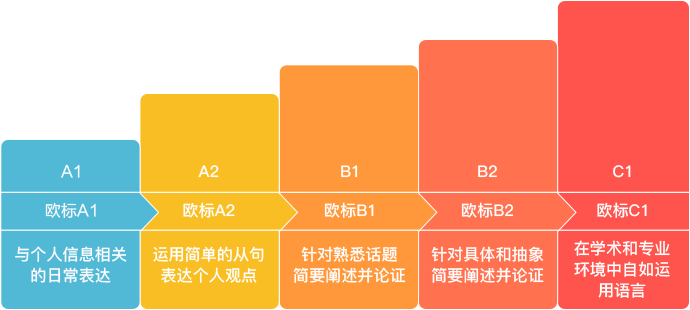 A1
A2
B1
B2
C1
欧标A1
欧标A2
欧标B1
欧标B2
欧标C1
与个人信息相关
的日常表达
运用简单的从句
表达个人观点
针对熟悉话题
简要阐述并论证
针对具体和抽象
简要阐述并论证
在学术和专业
环境中自如运
用语言